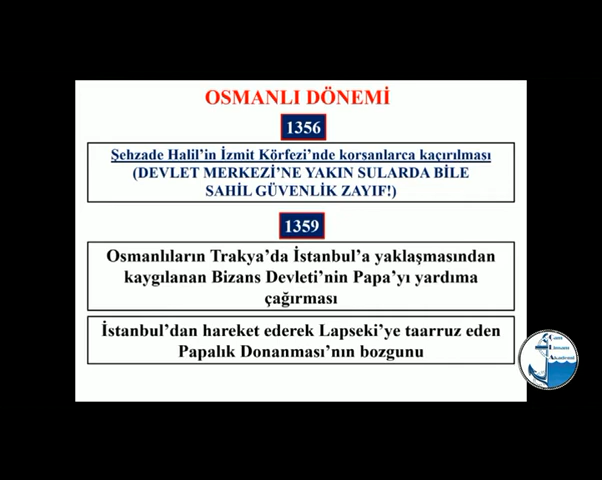 OSMANLI DÖNEMİ
1356
Şehzade Halil'in İzmit Körfezi'nde korsanlarca kaçırılması
(DEVLET MERKEZİ'NE YAKIN SULARDA BİLE
SAHİL GÜVENLİK ZAYIF!)
1359
Osmanlıların Trakya'da İstanbul'a yaklaşmasından
kaygılanan Bizans Devleti'nin Papa'yı yardıma
çağırması
İstanbul'dan hareket ederek Lapseki'ye taarruz eden
Papalık Donanması'nın bozgunu